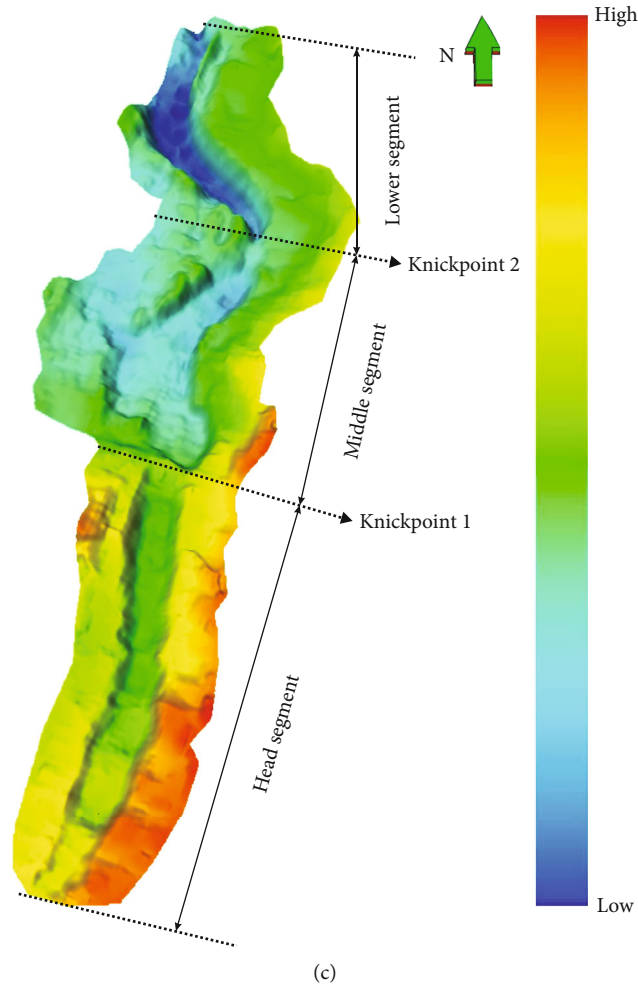 High
N
Lower segment
Knickpoint 2
Middle segment
Knickpoint 1
Head segment
Low
(c)